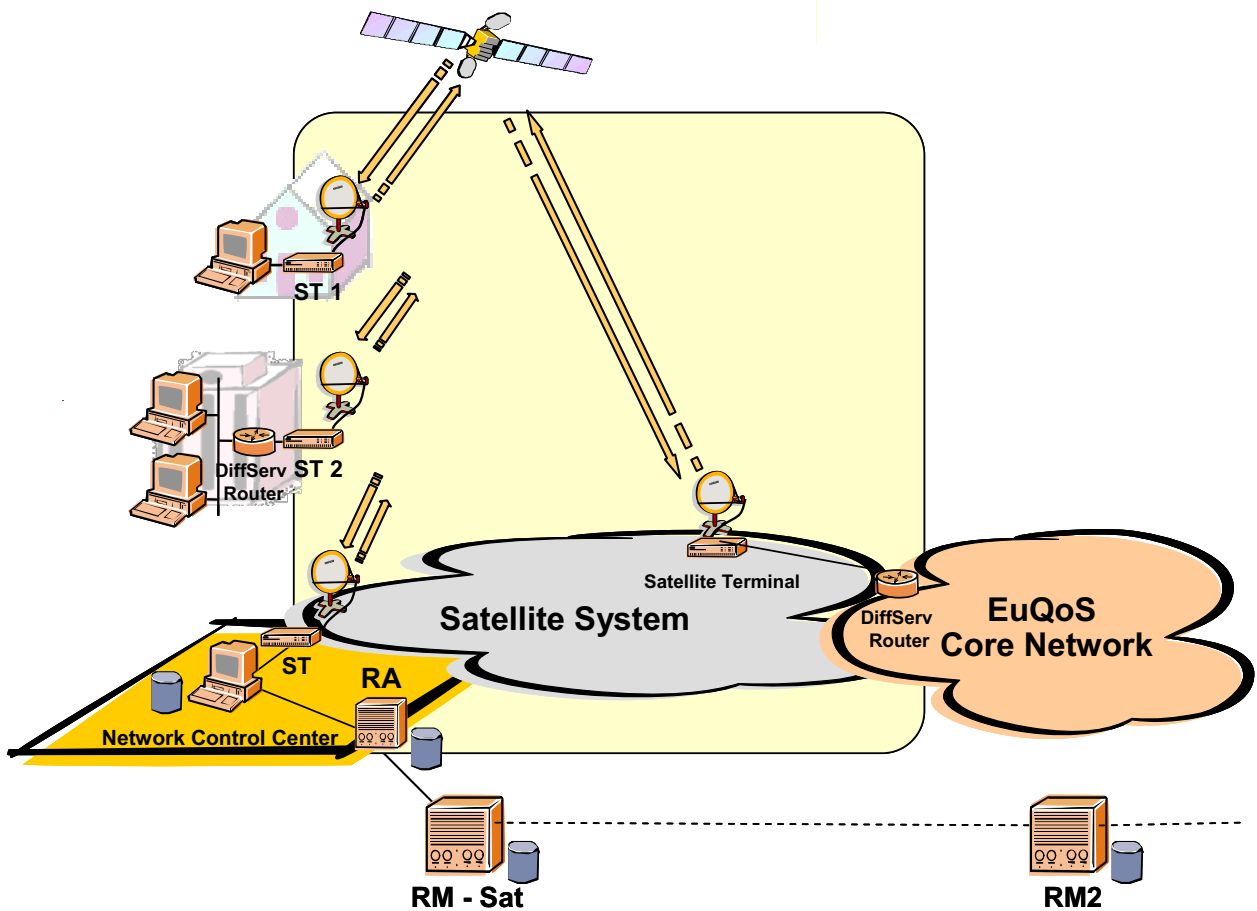 ST 1
DiffServ
Router
ST 2
Satellite Terminal
Satellite System
DiffServ
Router
EuQoS
Core Network
ST
RA
Network Control Center
RM - Sat
RM2